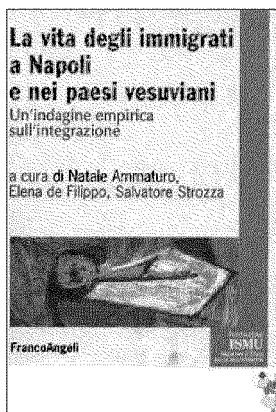 La vita degli immigrati
a Napoli
e nei paesi vesuviani
Un'indagine empirica
sull'integrazione
a cura di Natale Ammaturo,
Elena de Filippo, Salvatore Strozza
FrancoAngeli
ISMU